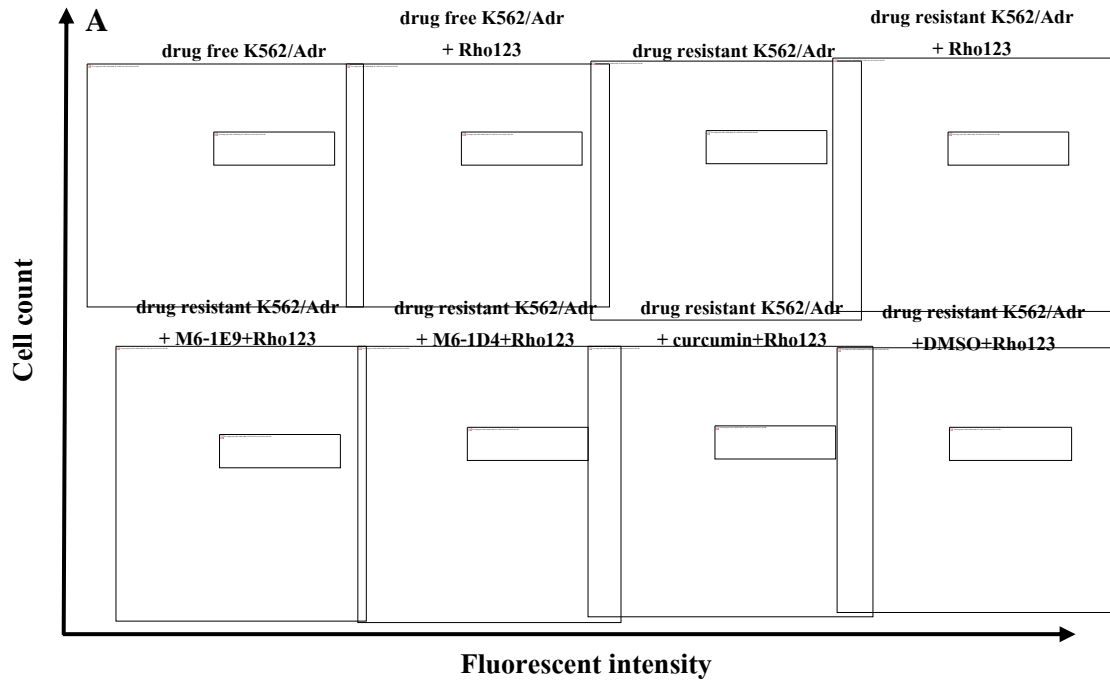 A
drug free K562/Adr
drug free K562/Adr
+ Rho123
drug resistant K562/Adr
drug resistant K562/Adr
+ Rho123
Cell count
drug resistant K562/Adr
+ M6-1E9+Rho123
drug resistant K562/Adr
+ M6-1D4+Rho123
drug resistant K562/Adr
+ curcumin+Rho123
drug resistant K562/Adr
+DMSO+Rho123
Fluorescent intensity